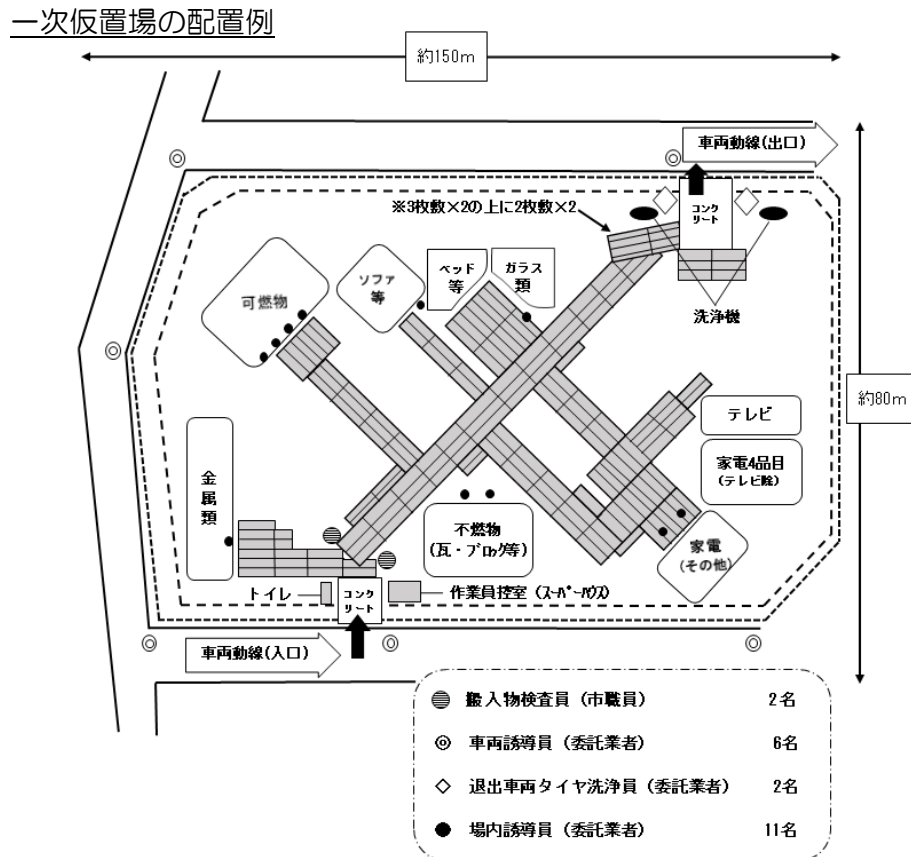 一次仮置場の配置例
約150m
車両動線(出口)
※3枚敷×2の上に2枚敷×2
コンク
リート
洗浄機
可燃物
ソファ
等
ベッド
等
ガラス
類
約80m
テレビ
家電4品目
(テレビ除)
家電
(その他)
金属類
不燃物
(瓦・ブロック等)
トイレ
コンク
リート
作業員控室 (スーパーハウス)
車両動線(入口)
搬入物検査員 (市職員) 2名
車両誘導員 (委託業者) 6名
退出車両タイヤ洗浄員 (委託業者) 2名
場内誘導員 (委託業者) 11名